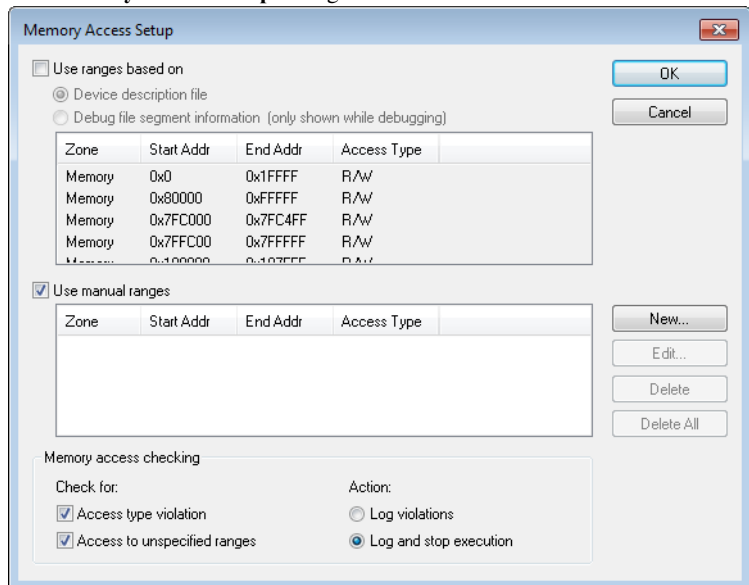 Memory Access Setup
Use ranges based on
OK
Device description file
Debug file segment information (only shown while debugging)
Cancel
Zone Start Addr End Addr Access Type
Memory 0x0 0x1FFFF R/W
Memory 0x80000 0xFFFFF R/W
Memory 0x7FC000 0x7FC4FF R/W
Memory 0x7FFC00 0x7FFFFF R/W
Use manual ranges
Zone Start Addr End Addr Access Type
New...
Edit...
Delete
Delete All
Memory access checking
Check for: Action:
Access type violation Log violations
Access to unspecified ranges Log and stop execution